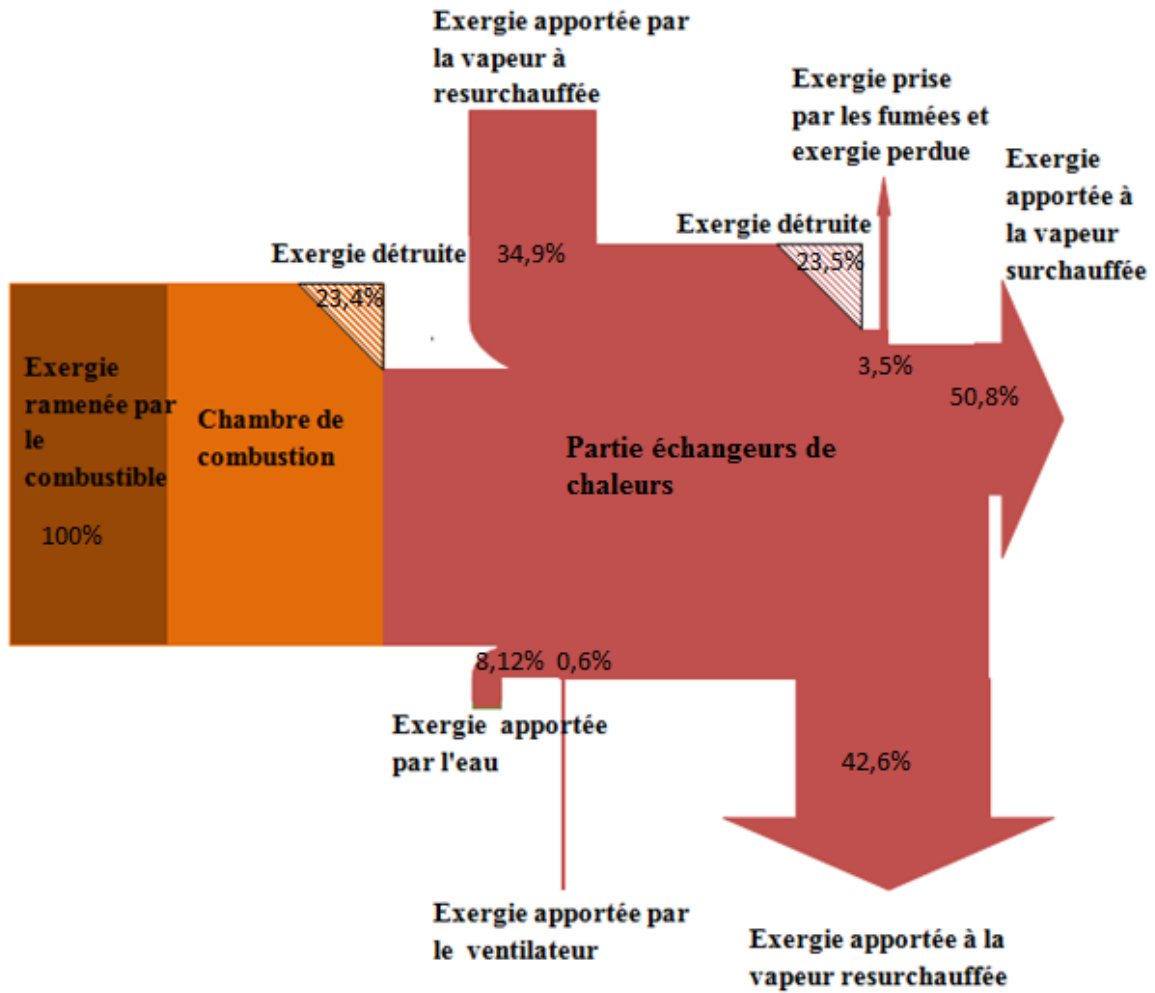 Exergie apportée par
la vapeur à
resurchauffée
Exergie prise
par les fumées et
exergie perdue
Exergie
apportée à
la vapeur
surchauffée
Exergie détruite
34,9%
Exergie détruite
23,5%
23,4%
3,5%
50,8%
Exergie
ramenée par
le
combustible
100%
Chambre de
combustion
Partie échangeurs de
chaleurs
8,12%
0,6%
Exergie apportée
par l'eau
42,6%
Exergie apportée par
le ventilateur
Exergie apportée à la
vapeur resurchauffée